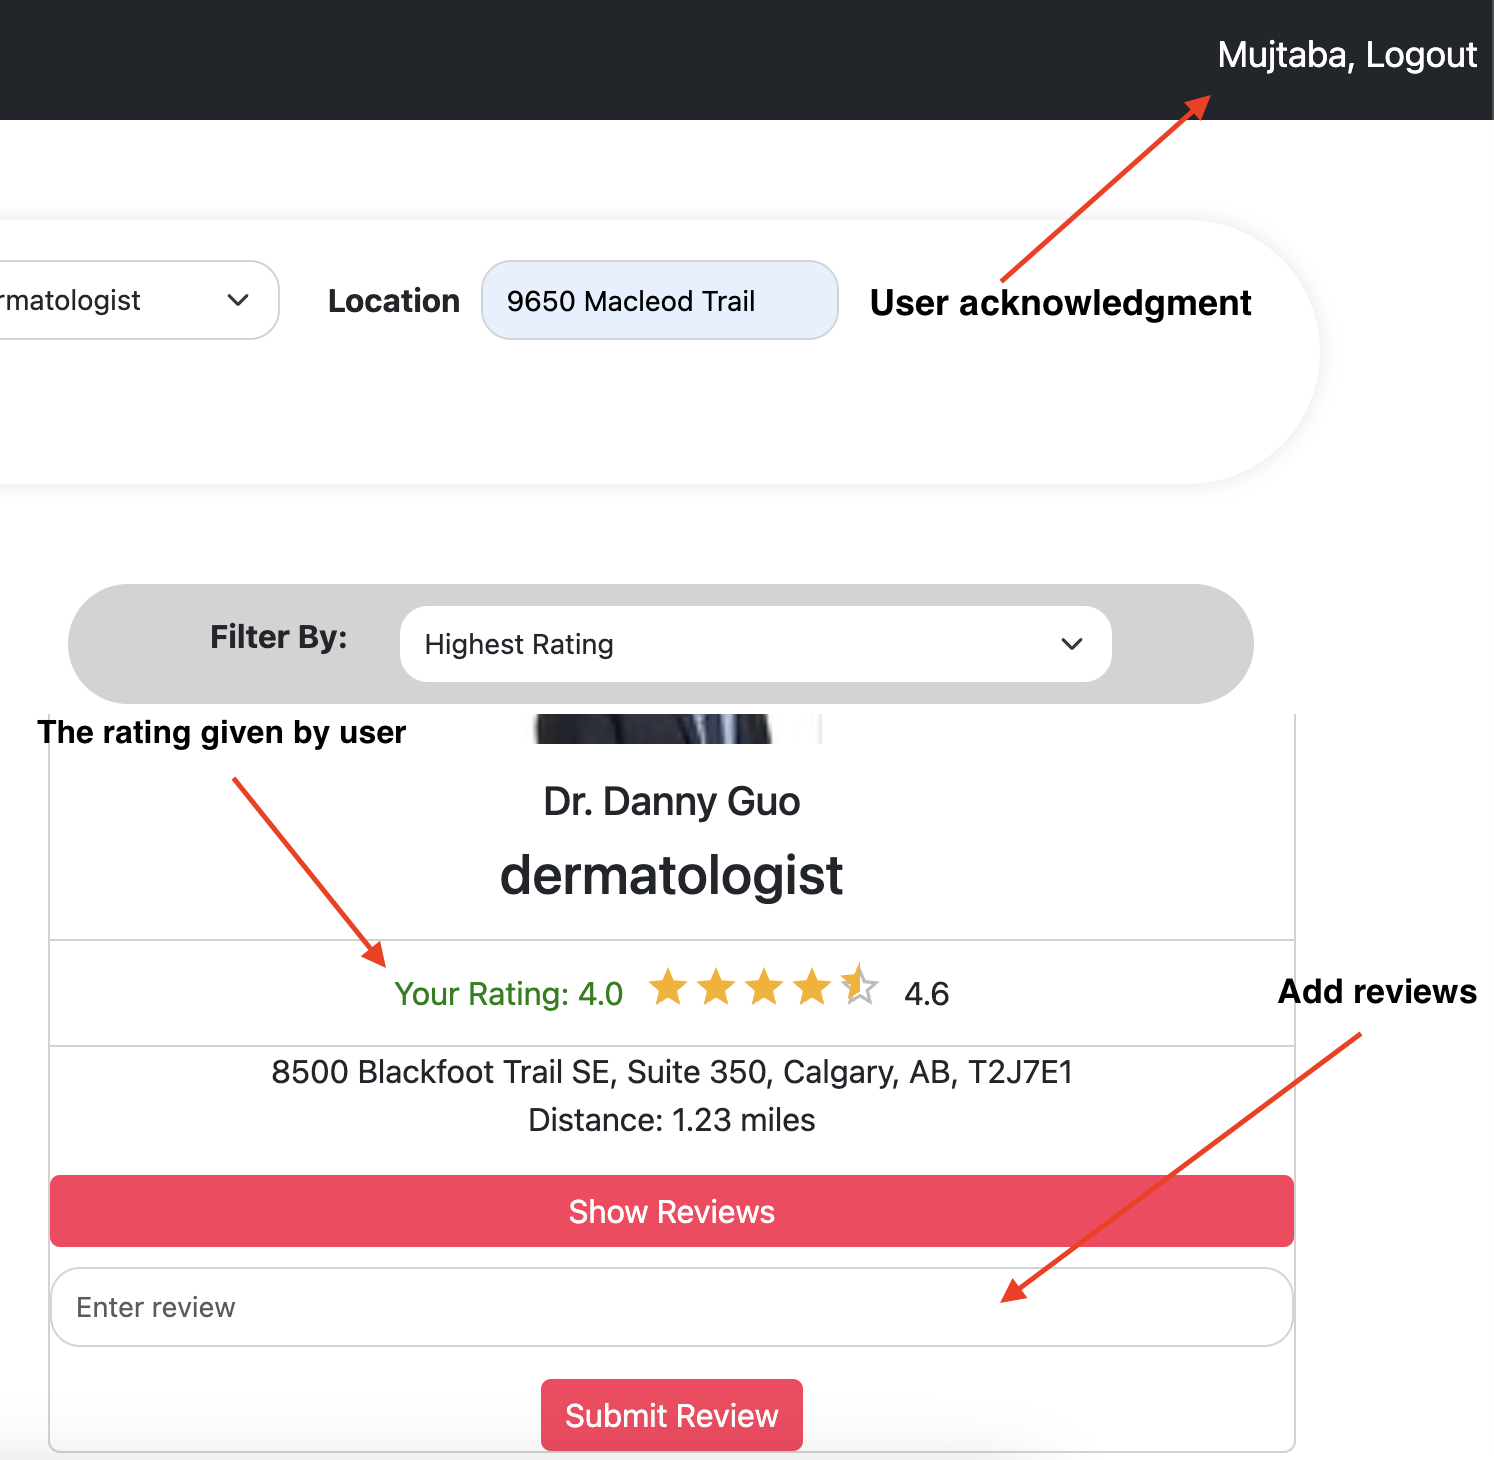 Mujtaba, Logout
rmatologist
Location
9650 Macleod Trail
User acknowledgment
Filter By:
Highest Rating
The rating given by user
Dr. Danny Guo
dermatologist
Your Rating: 4.0
4.6
Add reviews
8500 Blackfoot Trail SE, Suite 350, Calgary, AB, T2J7E1
Distance: 1.23 miles
Show Reviews
Enter review
Submit Review